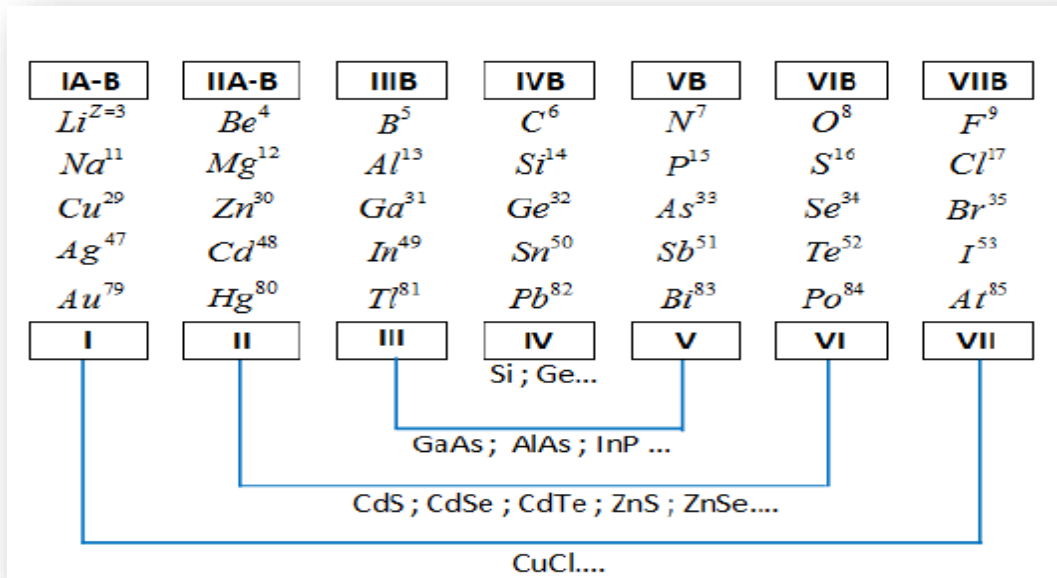 IA-B IIA-B IIIB IVB VB VIB VIIB
Li^Z=3 Be^4 B^5 C^6 N^7 O^8 F^9
Na^11 Mg^12 Al^13 Si^14 P^15 S^16 Cl^17
Cu^29 Zn^30 Ga^31 Ge^32 As^33 Se^34 Br^35
Ag^47 Cd^48 In^49 Sn^50 Sb^51 Te^52 I^53
Au^79 Hg^80 Tl^81 Pb^82 Bi^83 Po^84 At^85
I II III IV V VI VII
Si ; Ge...
GaAs ; AlAs ; InP ...
CdS ; CdSe ; CdTe ; ZnS ; ZnSe....
CuCl....